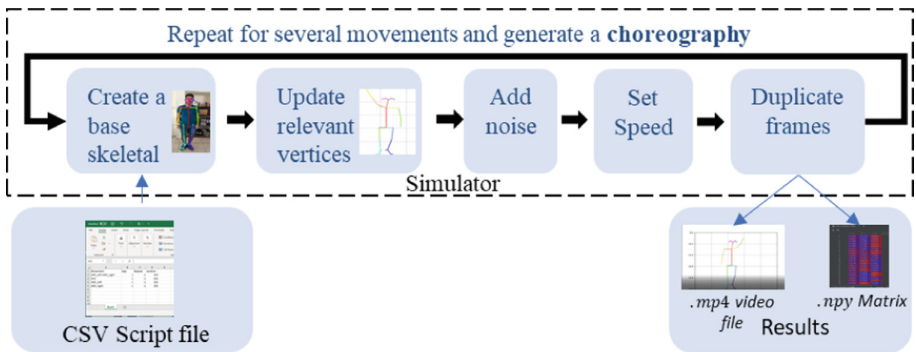 Repeat for several movements and generate a choreography
Create a
base
skeletal
Update
relevant
vertices
Add
noise
Set
Speed
Duplicate
frames
Simulator
CSV Script file
.mp4 video
file
.npy Matrix
Results